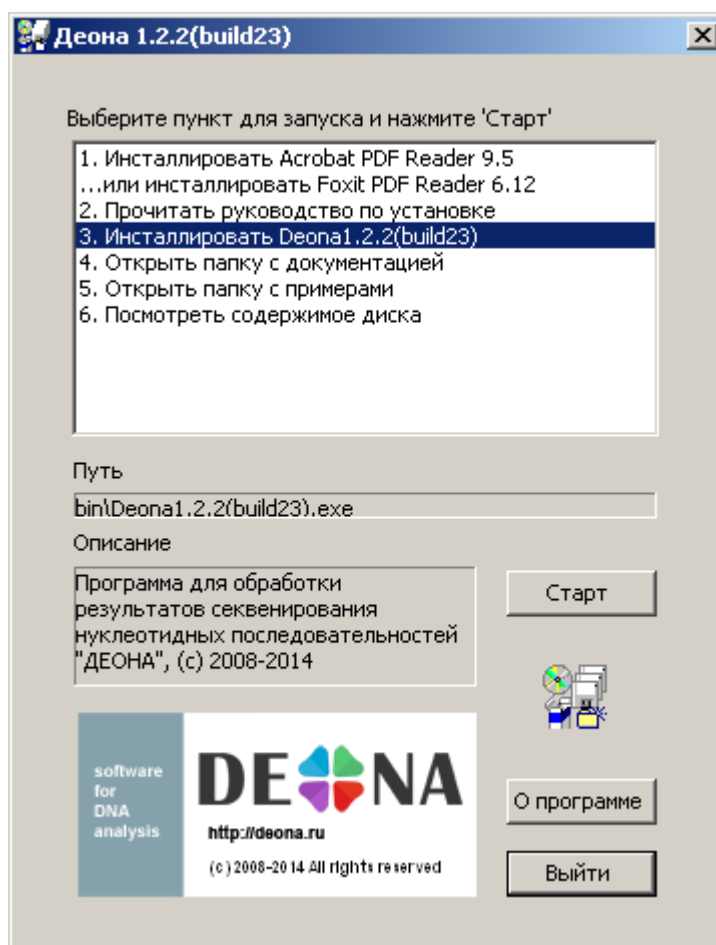 Деона 1.2.2(build23)
Выберите пункт для запуска и нажмите 'Старт'
1. Инсталлировать Acrobat PDF Reader 9.5
...или инсталлировать Foxit PDF Reader 6.12
2. Прочитать руководство по установке
3. Инсталлировать Deona1.2.2(build23)
4. Открыть папку с документацией
5. Открыть папку с примерами
6. Посмотреть содержимое диска
Путь
bin\Deona1.2.2(build23).exe
Описание
Программа для обработки
результатов секвенирования
нуклеотидных последовательностей
"ДЕОНА", (c) 2008-2014
Старт
software
for
DNA
analysis
DE NA
http://deona.ru
(c) 2008-2014 All rights reserved
О программе
Выйти